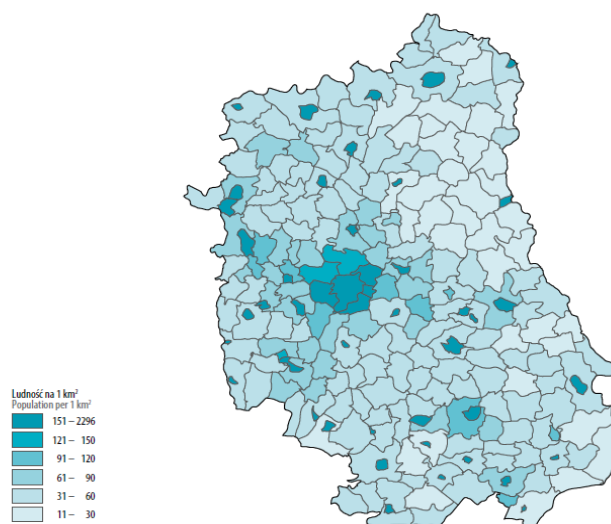 Ludność na 1 km²
Population per 1 km²
151 – 2296
121 – 150
91 – 120
61 – 90
31 – 60
11 – 30